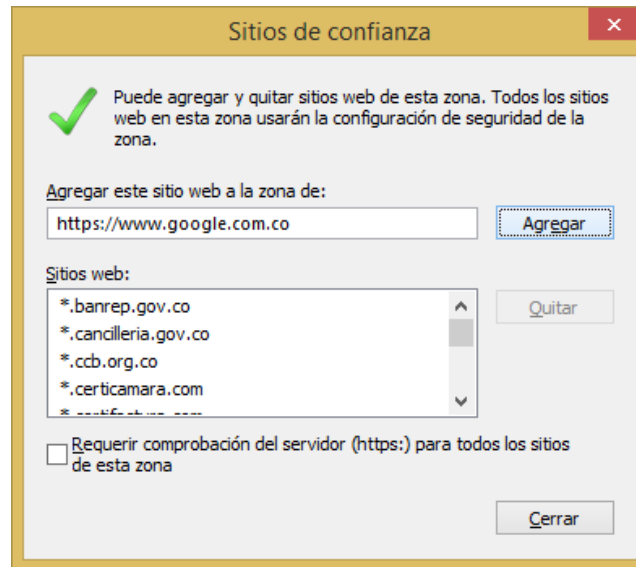 Sitios de confianza
Puede agregar y quitar sitios web de esta zona. Todos los sitios
web en esta zona usarán la configuración de seguridad de la
zona.
Agregar este sitio web a la zona de:
https://www.google.com.co
Agregar
Sitios web:
*.banrep.gov.co
*.cancilleria.gov.co
*.ccb.org.co
*.certicamara.com
Quitar
Requerir comprobación del servidor (https:) para todos los sitios
de esta zona
Cerrar